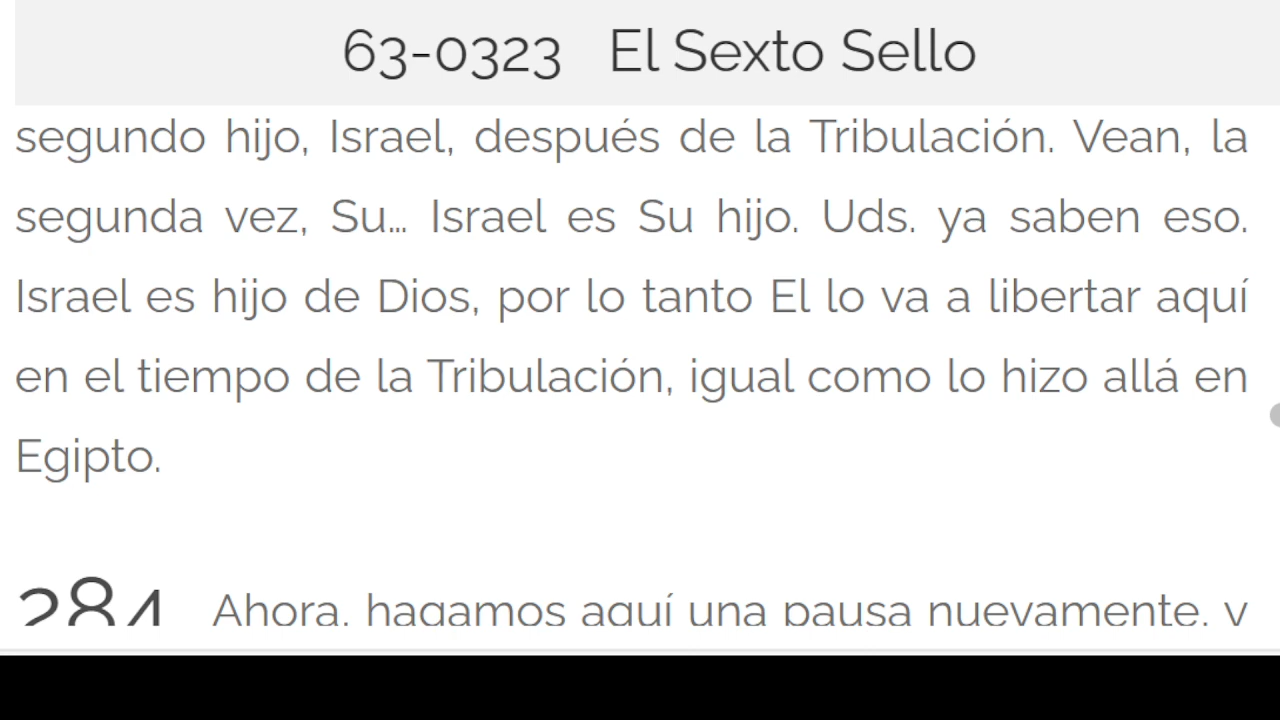 63-0323 El Sexto Sello
segundo hijo, Israel, después de la Tribulación. Vean, la
segunda vez, Su... Israel es Su hijo. Uds. ya saben eso.
Israel es hijo de Dios, por lo tanto El lo va a libertar aquí
en el tiempo de la Tribulación, igual como lo hizo allá en
Egipto.
284 Ahora, hagamos aquí una pausa nuevamente, y